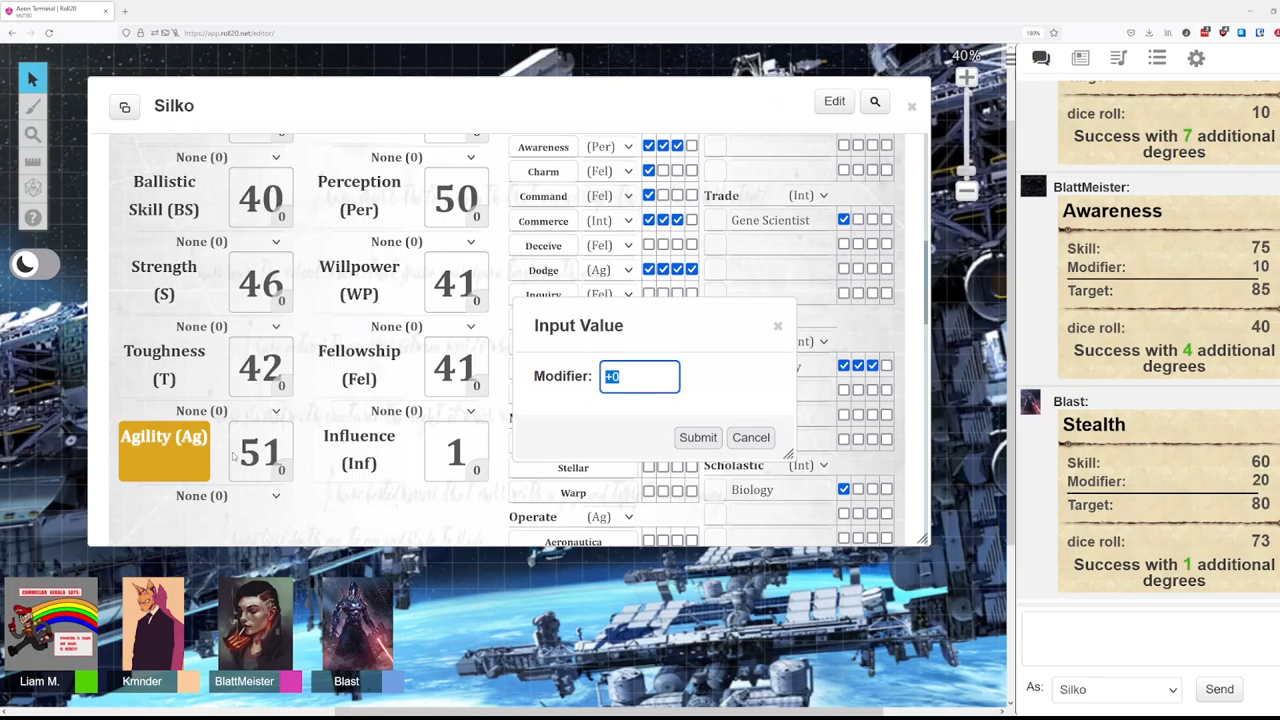 Aeon Terminal | Roll20
MUTED
https://app.roll20.net/editor/
180%
40%
Silko
Edit
None (0)
None (0)
Ballistic
Skill (BS)
40
0
Perception
(Per)
50
0
None (0)
None (0)
Strength
(S)
46
0
Willpower
(WP)
41
0
None (0)
None (0)
Toughness
(T)
42
0
Fellowship
(Fel)
41
0
None (0)
None (0)
Agility (Ag)
51
0
Influence
(Inf)
1
0
None (0)
Awareness (Per)
Charm (Fel)
Command (Fel)
Commerce (Int)
Deceive (Fel)
Dodge (Ag)
Inquiry (Fel)
Stellar
Warp
Operate (Ag)
Aeronautica
Trade (Int)
Gene Scientist
Scholastic (Int)
Biology
Input Value
Modifier: +0
Submit
Cancel
dice roll: 10
Success with 7 additional
degrees
BlattMeister:
Awareness
Skill: 75
Modifier: 10
Target: 85
dice roll: 40
Success with 4 additional
degrees
Blast:
Stealth
Skill: 60
Modifier: 20
Target: 80
dice roll: 73
Success with 1 additional
degrees
As: Silko
Send
COMMISSAR GERALD SAYS
Liam M.
Kmnder
BlattMeister
Blast